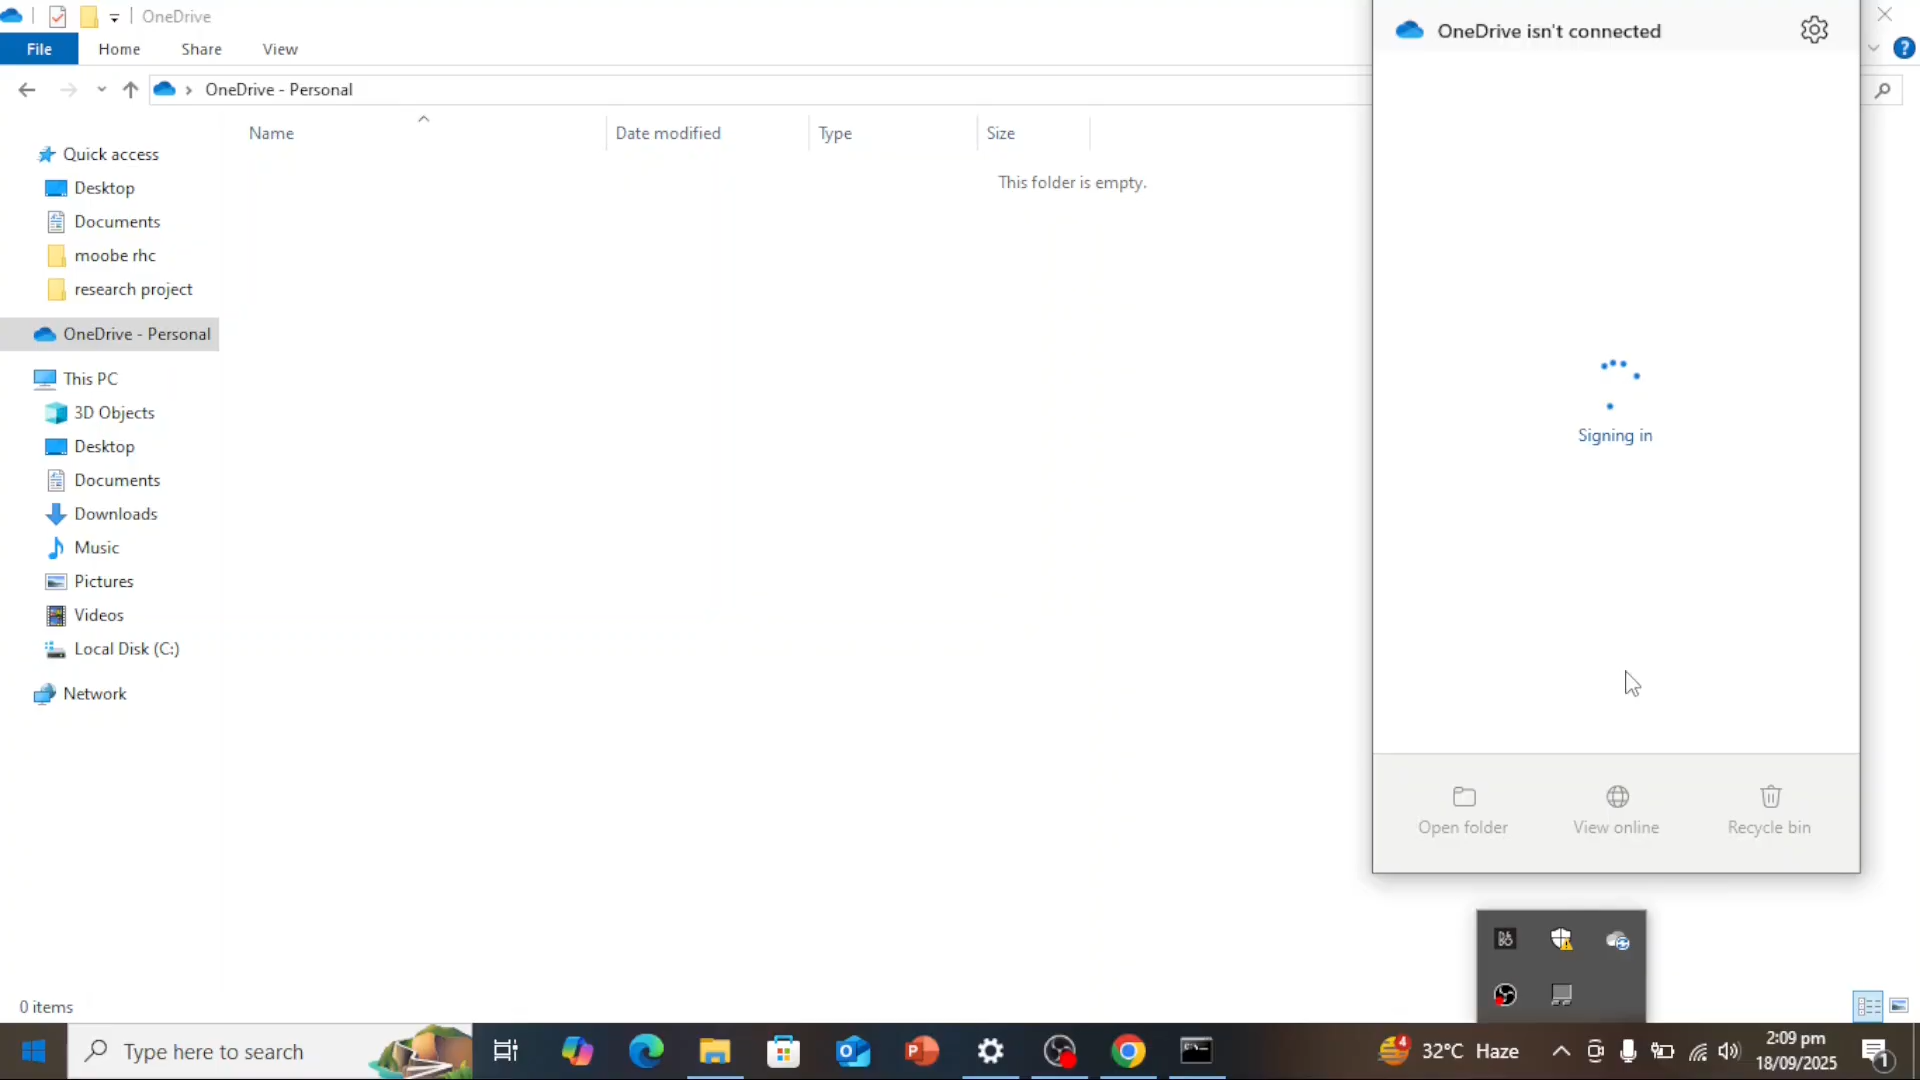 OneDrive
File Home Share View
OneDrive - Personal
Name Date modified Type Size
This folder is empty.
Quick access
Desktop
Documents
moobe rhc
research project
OneDrive - Personal
This PC
3D Objects
Desktop
Documents
Downloads
Music
Pictures
Videos
Local Disk (C:)
Network
0 items
OneDrive isn't connected
Signing in
Open folder View online Recycle bin
Type here to search
4
32°C Haze
2:09 pm
18/09/2025
1